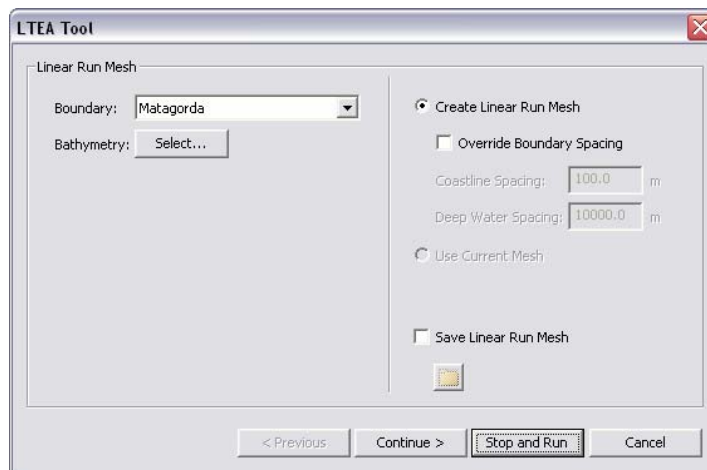 LTEA Tool
Linear Run Mesh
Boundary: Matagorda
Bathymetry: Select...
Create Linear Run Mesh
Override Boundary Spacing
Coastline Spacing: 100.0 m
Deep Water Spacing: 10000.0 m
Use Current Mesh
Save Linear Run Mesh
< Previous Continue > Stop and Run Cancel